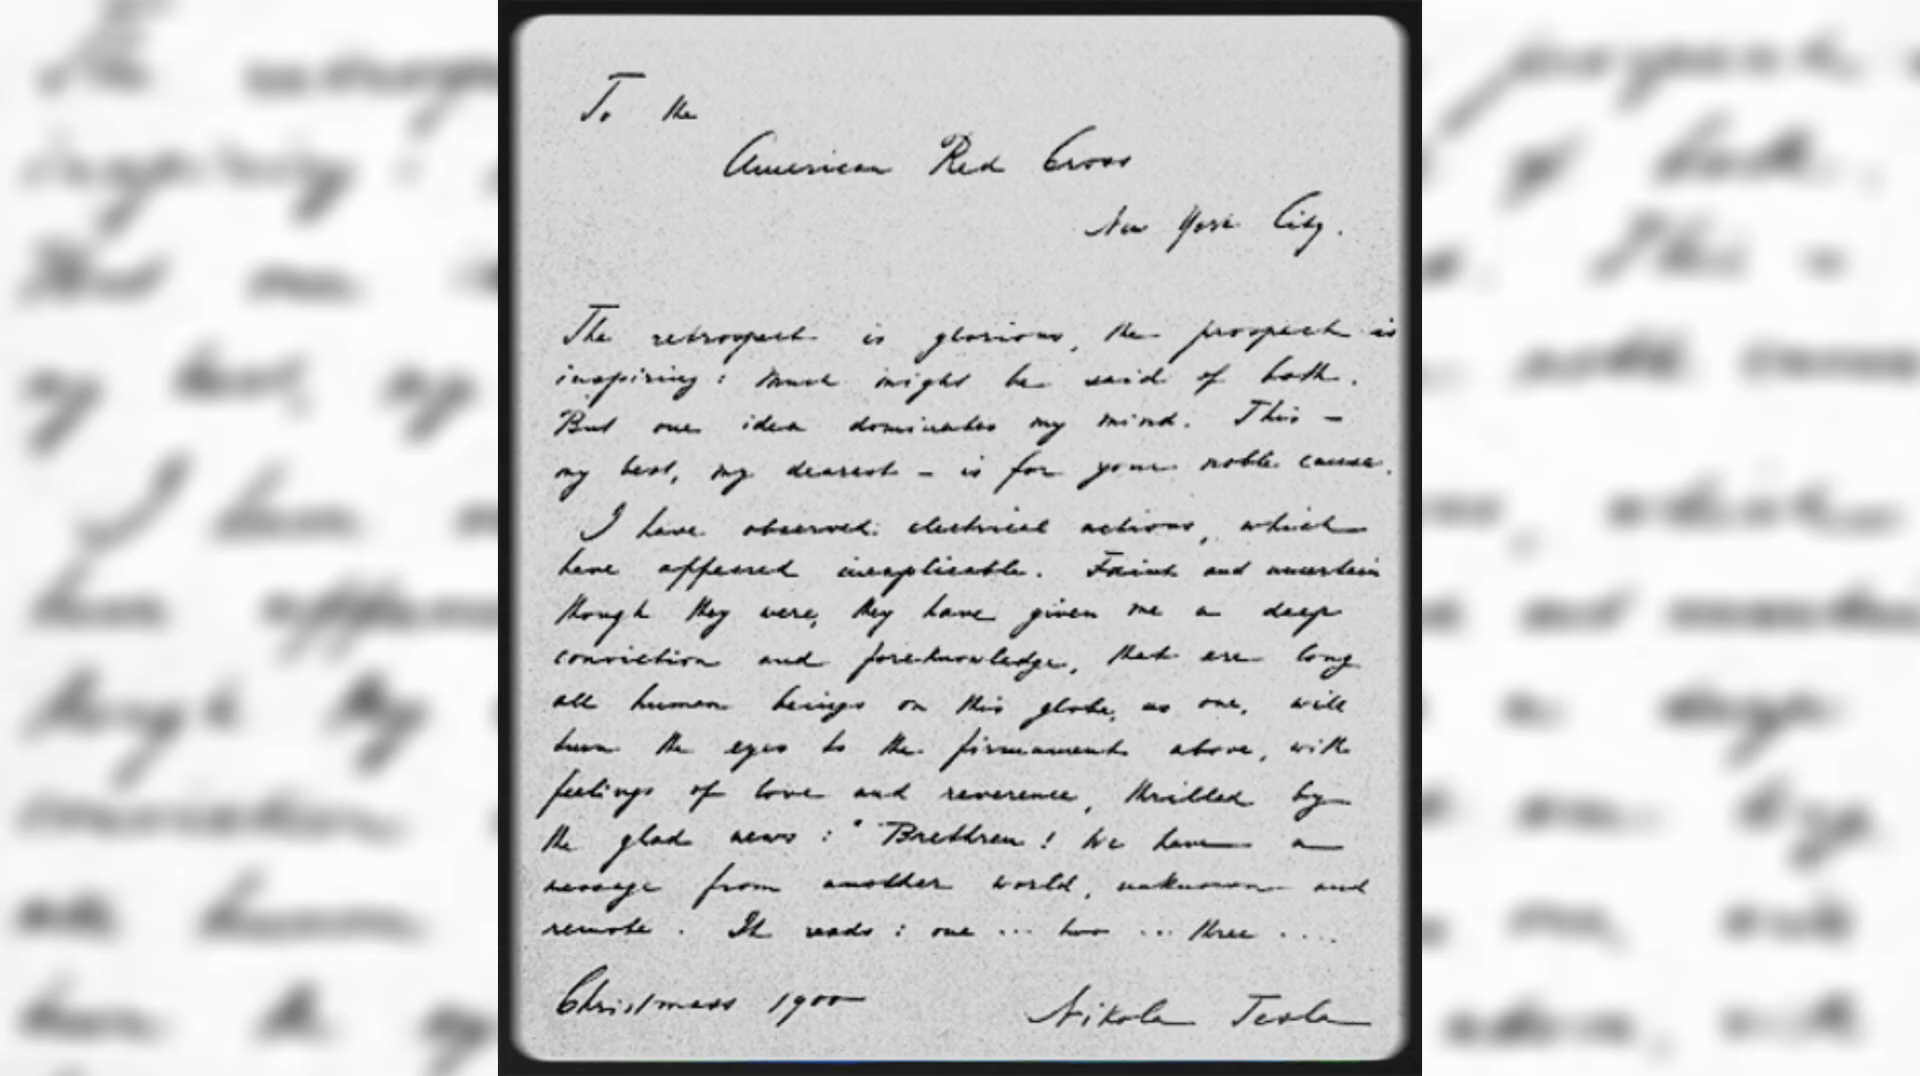 To the
American Red Cross
New York City.
The retrospect is glorious, the prospect is
inspiring: Much might be said of both.
But one idea dominates my mind. This –
my best, my dearest – is for your noble cause.
I have observed electrical actions, which
have appeared inexplicable. Faint and uncertain
though they were, they have given me a deep
conviction and foreknowledge, that ere long
all human beings on this globe, as one, will
turn the eyes to the firmament above, with
feelings of love and reverence, thrilled by
the glad news: "Brethren! We have a
message from another world, unknown and
remote. It reads: one ... two ... three ....
Christmass 1900
Nikola Tesla